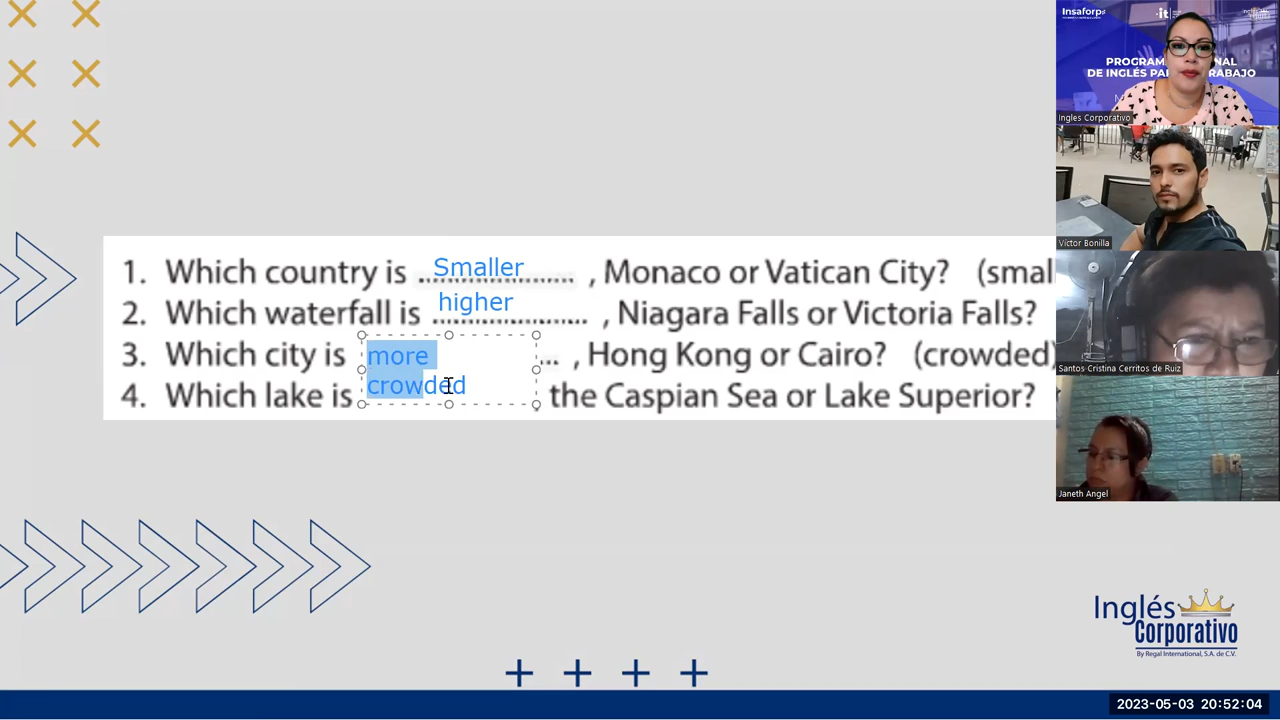 1. Which country is Smaller , Monaco or Vatican City? (smal
2. Which waterfall is higher , Niagara Falls or Victoria Falls?
3. Which city is more crowded ... , Hong Kong or Cairo? (crowded)
4. Which lake is , the Caspian Sea or Lake Superior?
Insaforp
·it
PROGRAM NAL
DE INGLÉS PA RABAJO
Ingles Corporativo
Víctor Bonilla
Santos Cristina Cerritos de Ruiz
Janeth Angel
Inglés
Corporativo
By Regal International, S.A. de C.V.
2023-05-03 20:52:04